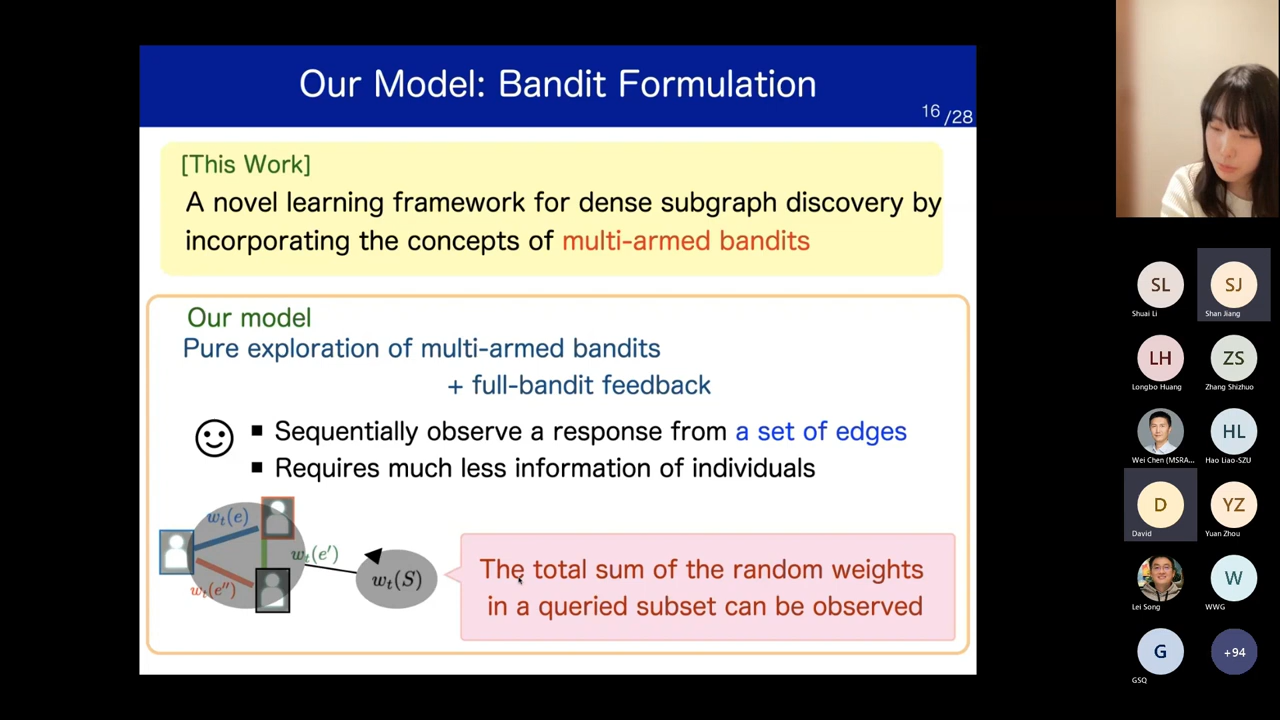 Our Model: Bandit Formulation
16/28
[This Work]
A novel learning framework for dense subgraph discovery by
incorporating the concepts of multi-armed bandits
Our model
Pure exploration of multi-armed bandits
+ full-bandit feedback
■ Sequentially observe a response from a set of edges
■ Requires much less information of individuals
w_t(e)
w_t(e')
w_t(e'')
w_t(S)
The total sum of the random weights
in a queried subset can be observed
SL
Shuai Li
SJ
Shan Jiang
LH
Longbo Huang
ZS
Zhang Shizhuo
Wei Chen (MSRA...
HL
Hao Liao-SZU
D
David
YZ
Yuan Zhou
Lei Song
W
WWG
G
GSQ
+94